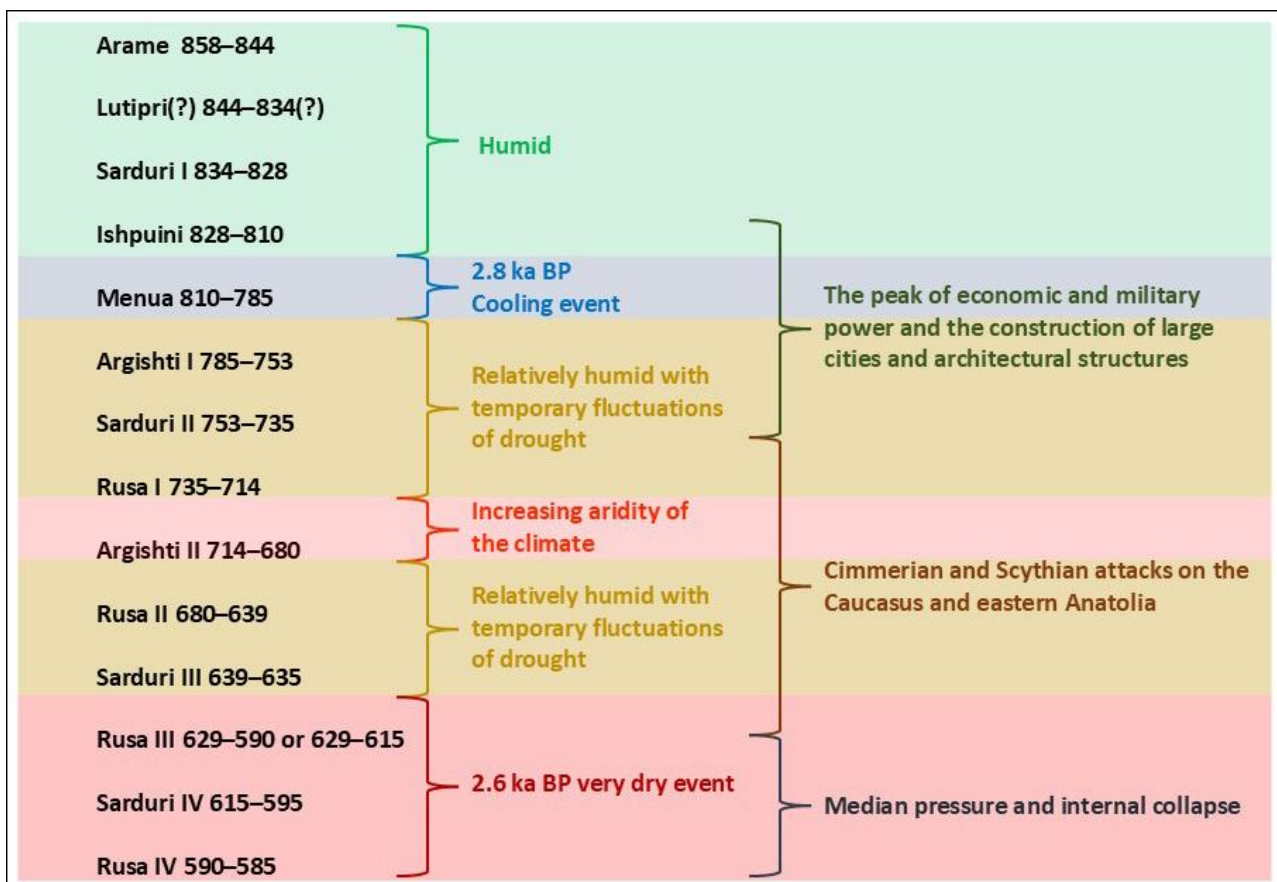 Arame 858–844
Lutipri(?) 844–834(?)
Sarduri I 834–828
Ishpuini 828–810
Menua 810–785
Argishti I 785–753
Sarduri II 753–735
Rusa I 735–714
Argishti II 714–680
Rusa II 680–639
Sarduri III 639–635
Rusa III 629–590 or 629–615
Sarduri IV 615–595
Rusa IV 590–585
Humid
2.8 ka BP
Cooling event
Relatively humid with
temporary fluctuations
of drought
Increasing aridity of
the climate
Relatively humid with
temporary fluctuations
of drought
2.6 ka BP very dry event
The peak of economic and military
power and the construction of large
cities and architectural structures
Cimmerian and Scythian attacks on the
Caucasus and eastern Anatolia
Median pressure and internal collapse